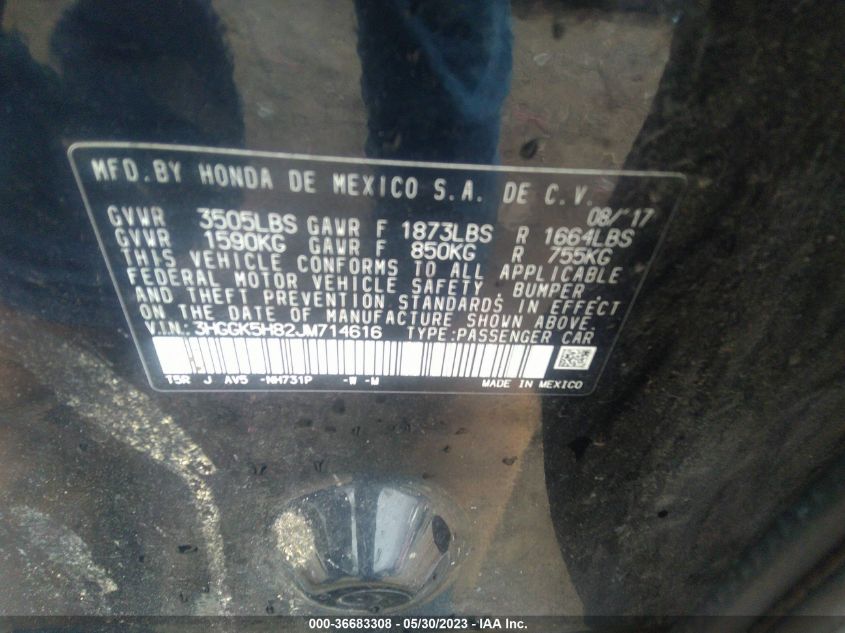 MFD. BY HONDA DE MEXICO S.A. DE C.V.
08/'17
GVWR 3505LBS GAWR F 1873LBS R 1664LBS
GVWR 1590KG GAWR F 850KG R 755KG
THIS VEHICLE CONFORMS TO ALL APPLICABLE
FEDERAL MOTOR VEHICLE SAFETY, BUMPER,
AND THEFT PREVENTION STANDARDS IN EFFECT
ON THE DATE OF MANUFACTURE SHOWN ABOVE.
V.I.N: 3HGGK5H82JM714616 TYPE:PASSENGER CAR
T5R J AV5 -NH731P -W -M MADE IN MEXICO
000-36683308 - 05/30/2023 - IAA Inc.